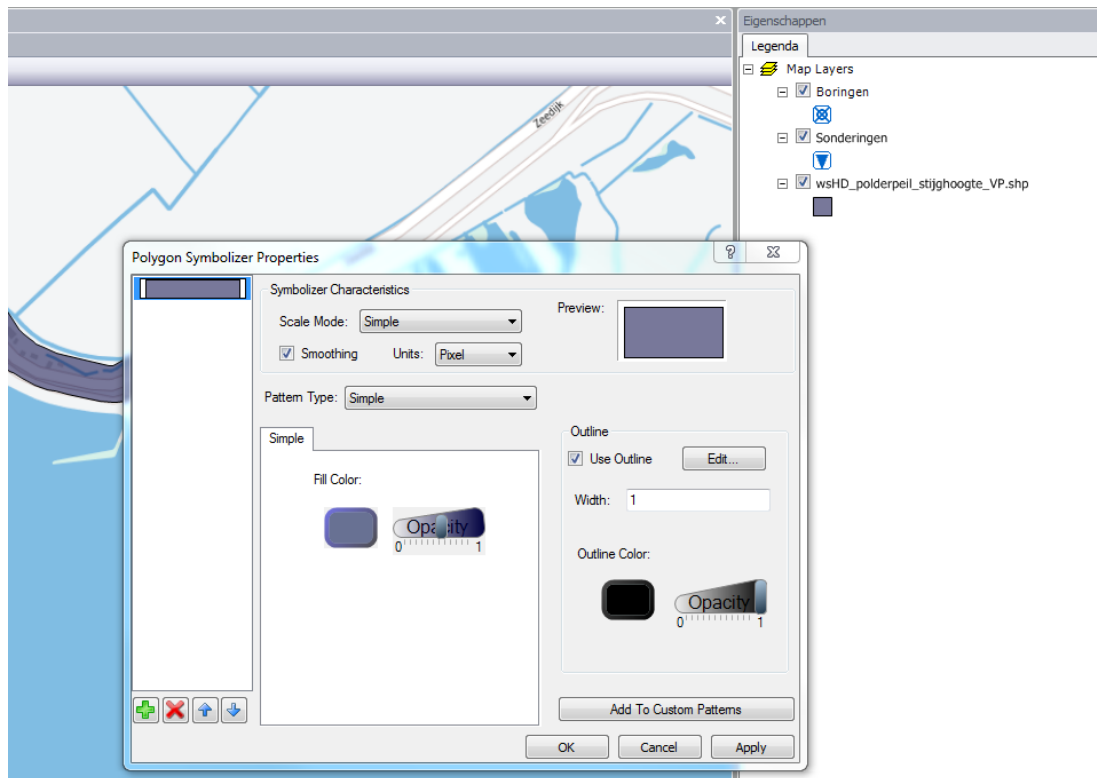 Eigenschappen
Legenda
Map Layers
Boringen
Sonderingen
wsHD_polderpeil_stijghoogte_VP.shp
Zeedijk
Polygon Symbolizer Properties
Symbolizer Characteristics
Scale Mode: Simple
Smoothing Units: Pixel
Preview:
Pattern Type: Simple
Simple
Fill Color:
Opacity
0 1
Outline
Use Outline Edit...
Width: 1
Outline Color:
Opacity
0 1
Add To Custom Patterns
OK Cancel Apply